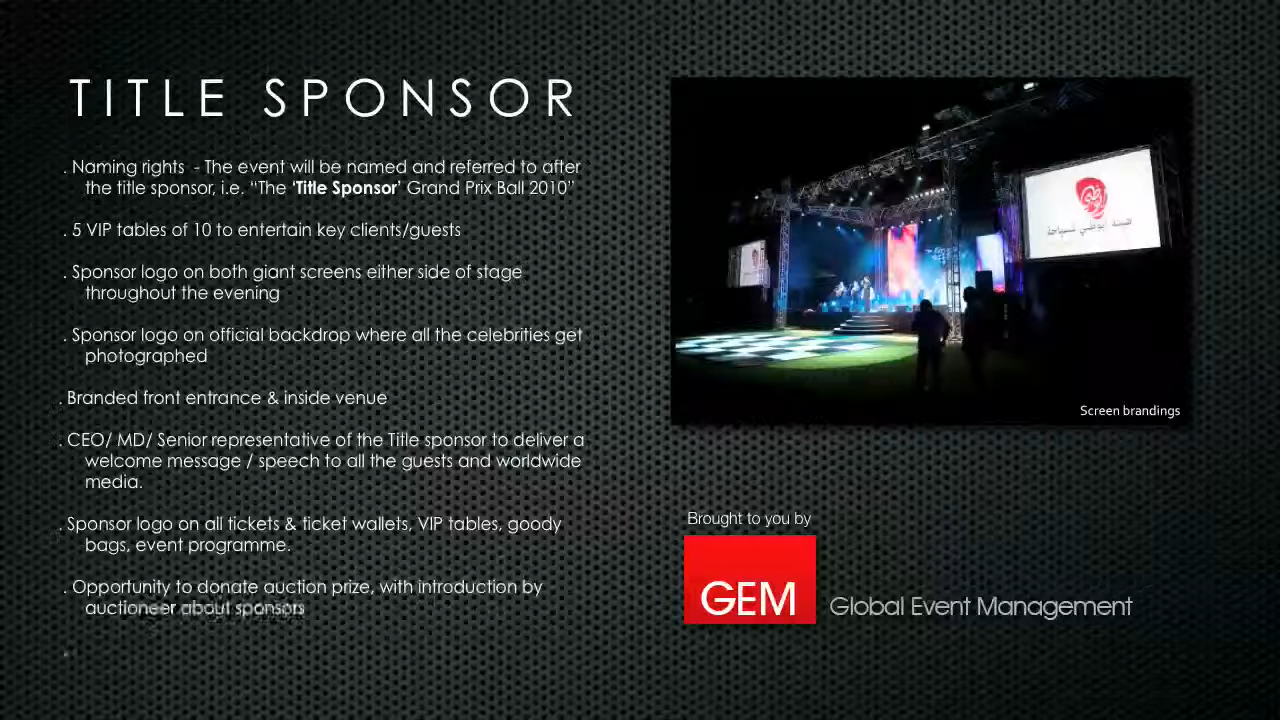 TITLE SPONSOR
. Naming rights - The event will be named and referred to after
the title sponsor, i.e. “The ‘Title Sponsor’ Grand Prix Ball 2010”
. 5 VIP tables of 10 to entertain key clients/guests
. Sponsor logo on both giant screens either side of stage
throughout the evening
. Sponsor logo on official backdrop where all the celebrities get
photographed
. Branded front entrance & inside venue
. CEO/ MD/ Senior representative of the Title sponsor to deliver a
welcome message / speech to all the guests and worldwide
media.
. Sponsor logo on all tickets & ticket wallets, VIP tables, goody
bags, event programme.
. Opportunity to donate auction prize, with introduction by
auctioneer about sponsors
هيئة أبوظبي للسياحة
Screen brandings
Brought to you by
GEM
Global Event Management